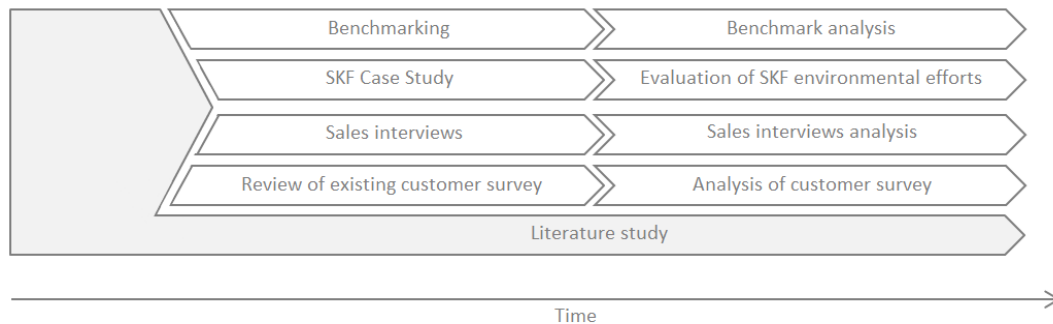 Benchmarking
Benchmark analysis
SKF Case Study
Evaluation of SKF environmental efforts
Sales interviews
Sales interviews analysis
Review of existing customer survey
Analysis of customer survey
Literature study
Time